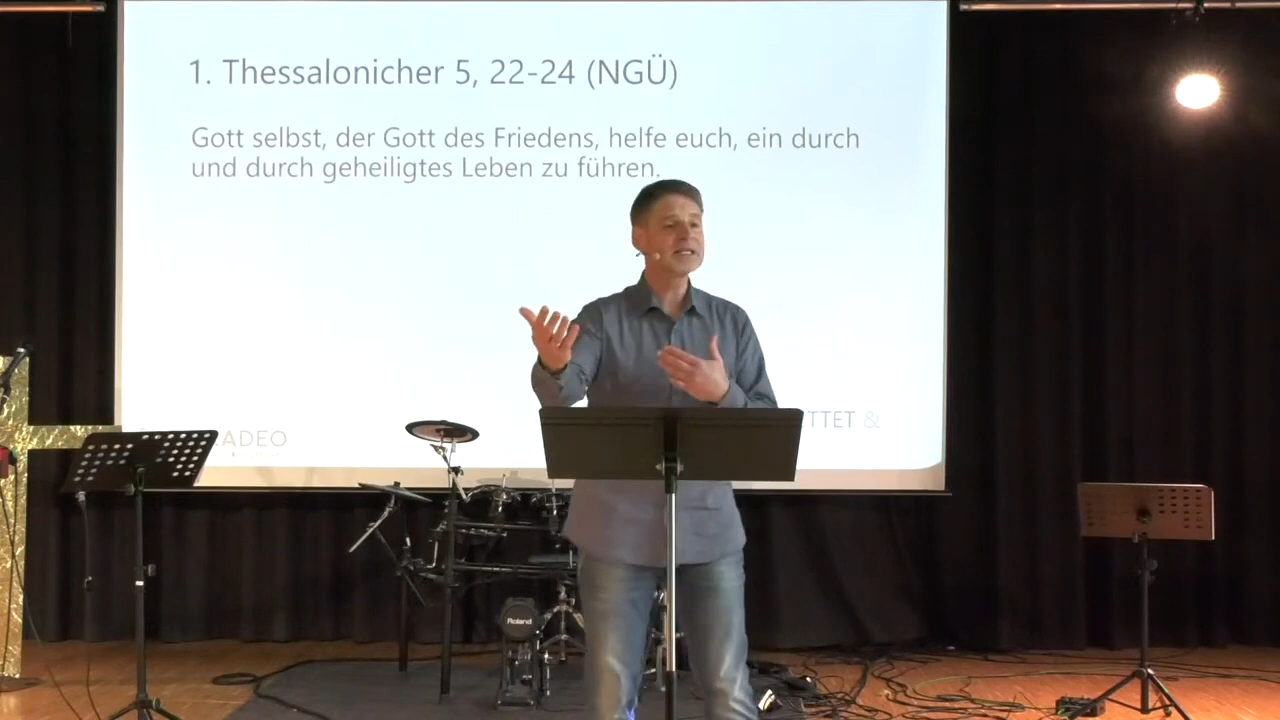 1. Thessalonicher 5, 22-24 (NGÜ)
Gott selbst, der Gott des Friedens, helfe euch, ein durch
und durch geheiligtes Leben zu führen.
ADEO
TTET &
Roland